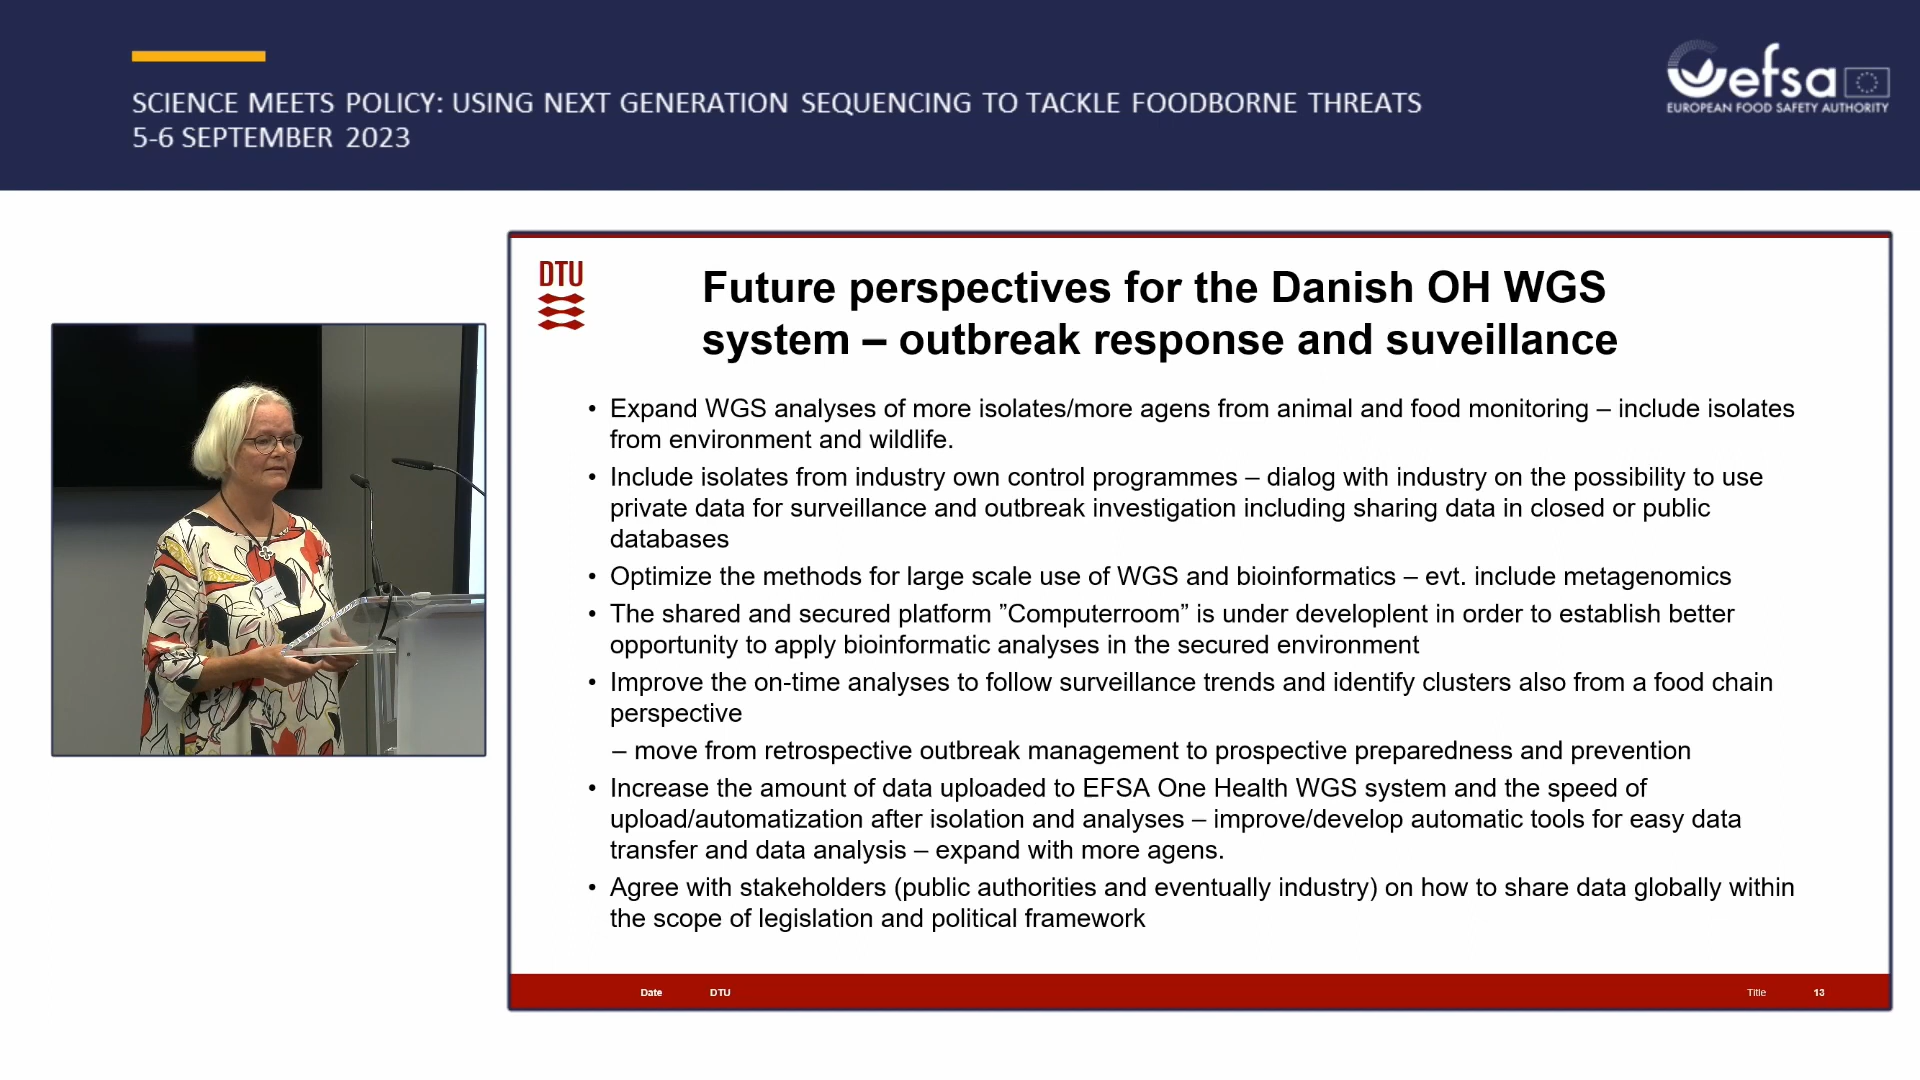 SCIENCE MEETS POLICY: USING NEXT GENERATION SEQUENCING TO TACKLE FOODBORNE THREATS
5-6 SEPTEMBER 2023
efsa
EUROPEAN FOOD SAFETY AUTHORITY
DTU
Future perspectives for the Danish OH WGS
system – outbreak response and suveillance
• Expand WGS analyses of more isolates/more agens from animal and food monitoring – include isolates
from environment and wildlife.
• Include isolates from industry own control programmes – dialog with industry on the possibility to use
private data for surveillance and outbreak investigation including sharing data in closed or public
databases
• Optimize the methods for large scale use of WGS and bioinformatics – evt. include metagenomics
• The shared and secured platform ”Computerroom” is under developlent in order to establish better
opportunity to apply bioinformatic analyses in the secured environment
• Improve the on-time analyses to follow surveillance trends and identify clusters also from a food chain
perspective
– move from retrospective outbreak management to prospective preparedness and prevention
• Increase the amount of data uploaded to EFSA One Health WGS system and the speed of
upload/automatization after isolation and analyses – improve/develop automatic tools for easy data
transfer and data analysis – expand with more agens.
• Agree with stakeholders (public authorities and eventually industry) on how to share data globally within
the scope of legislation and political framework
Date DTU Title 13